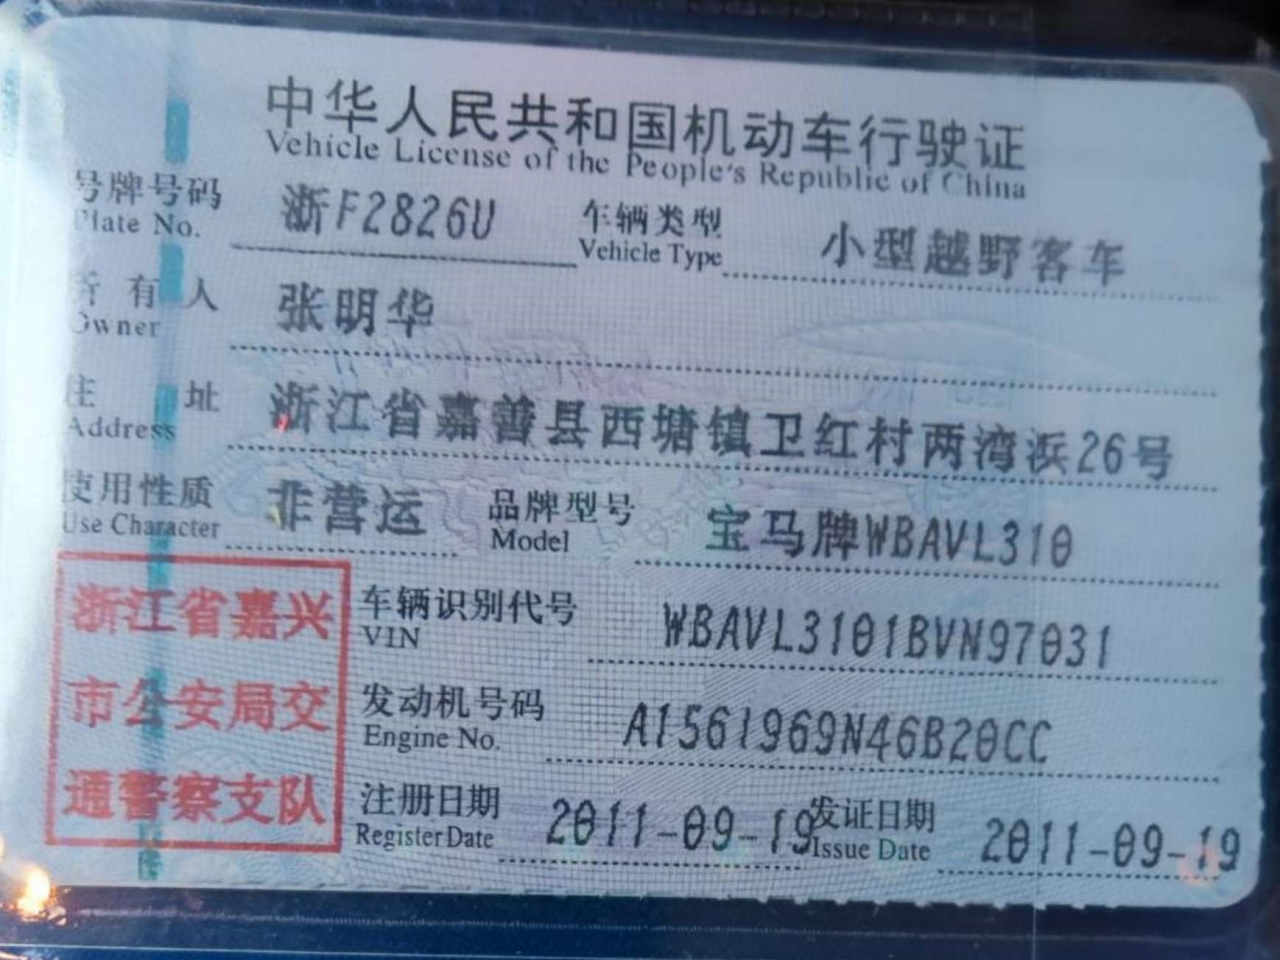 中华人民共和国机动车行驶证
Vehicle License of the People's Republic of China
号牌号码 浙F2826U 车辆类型 小型越野客车
Plate No. Vehicle Type
所有人 张明华
Owner
住址 浙江省嘉善县西塘镇卫红村两湾浜26号
Address
使用性质 非营运 品牌型号 宝马牌WBAVL310
Use Character Model
浙江省嘉兴
市公安局交
通警察支队
车辆识别代号 WBAVL3101BVN97031
VIN
发动机号码 A1561969N46B20CC
Engine No.
注册日期 2011-09-19 发证日期 2011-09-19
Register Date Issue Date